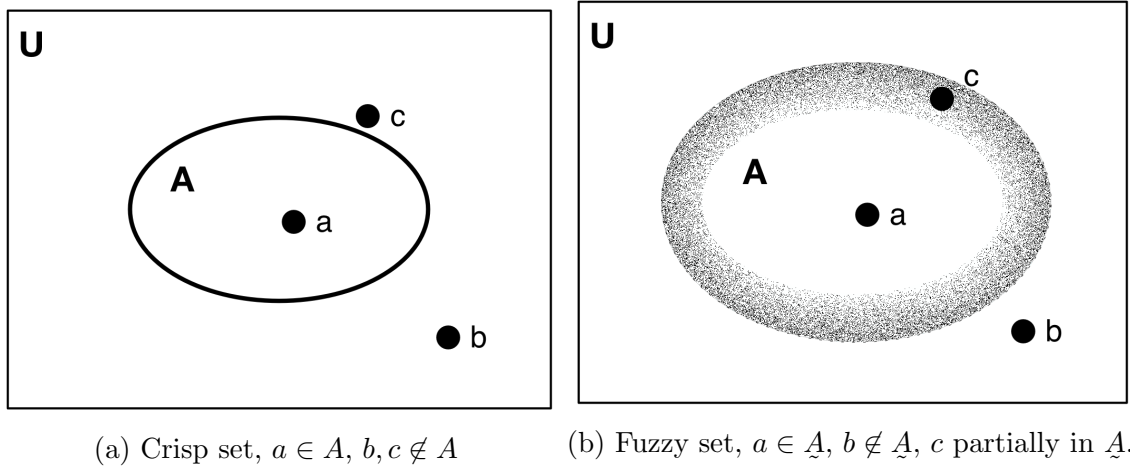 U
c
A
a
b
(a) Crisp set, a ∈ A, b, c ∉ A
U
c
A
a
b
(b) Fuzzy set, a ∈ A̰, b ∉ A̰, c partially in A̰.